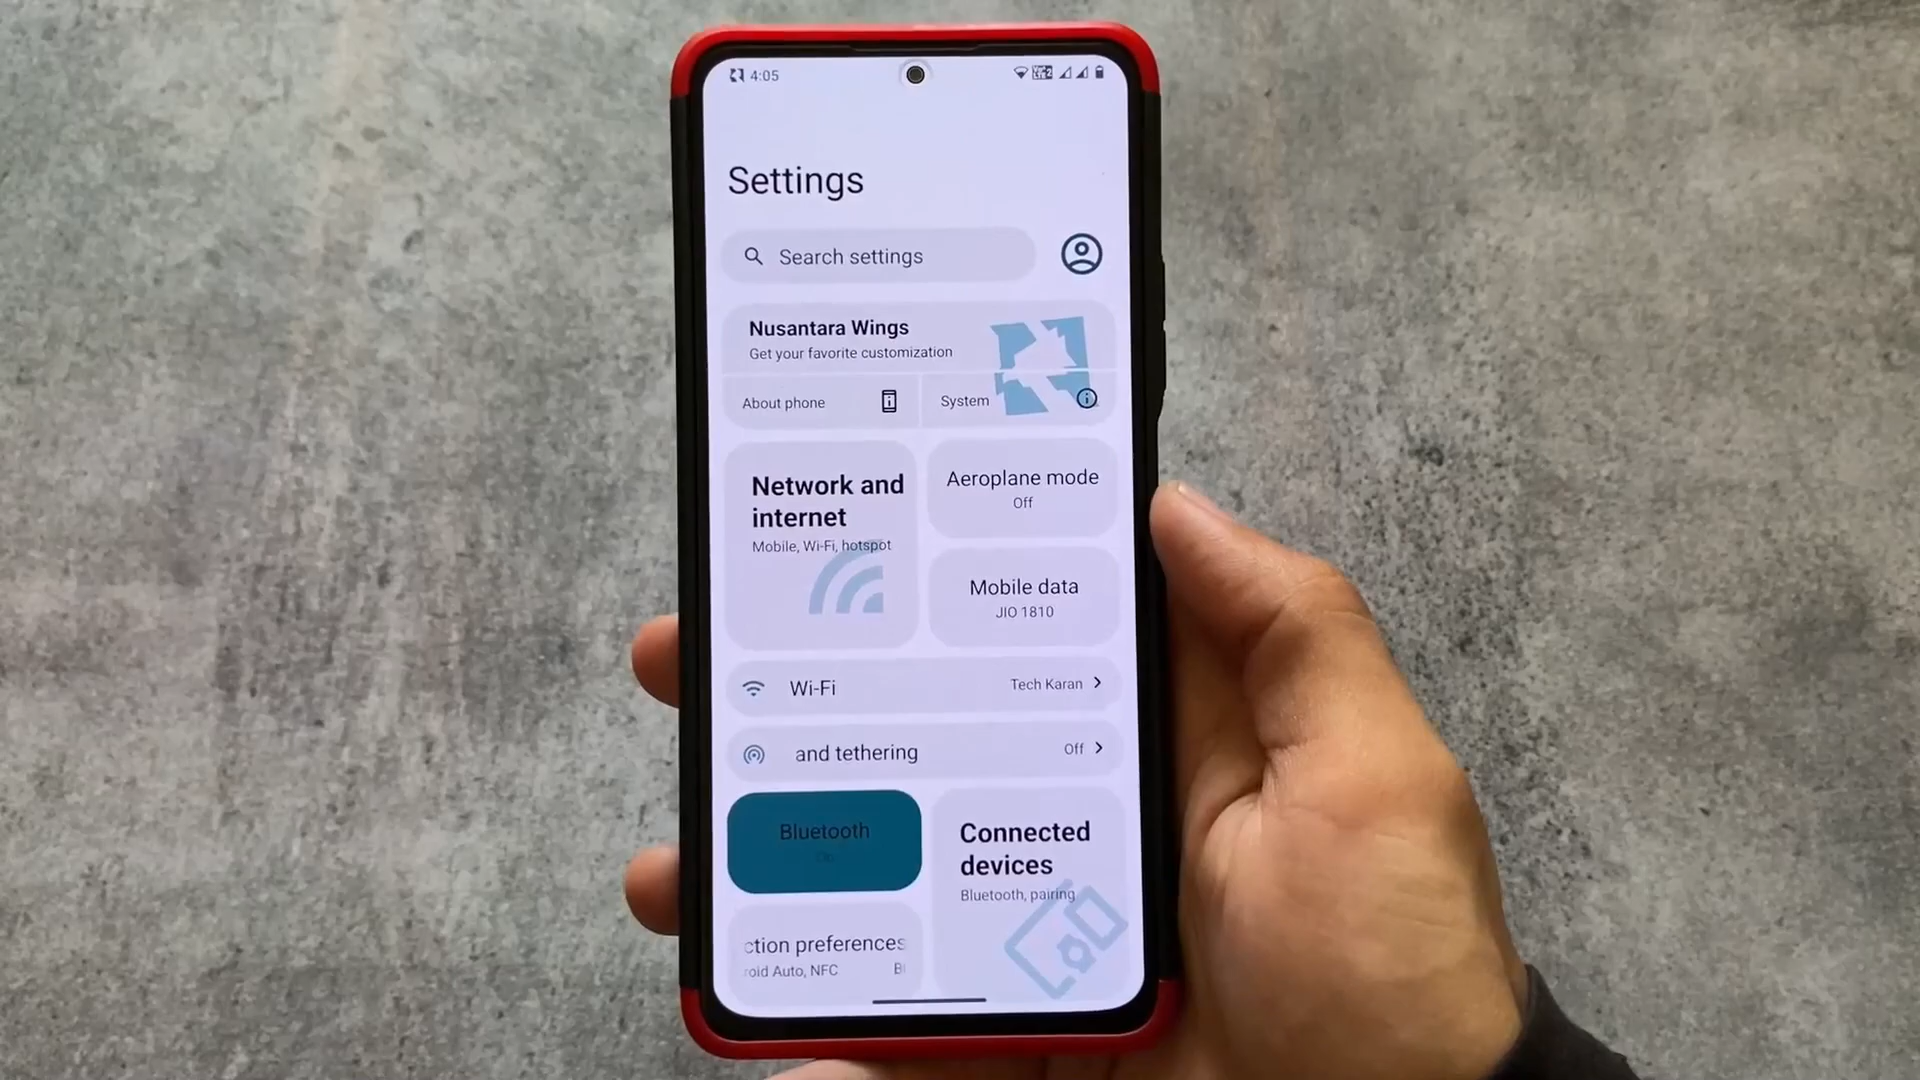 4:05
Settings
Search settings
Nusantara Wings
Get your favorite customization
About phone
System
Network and
internet
Mobile, Wi-Fi, hotspot
Aeroplane mode
Off
Mobile data
JIO 1810
Wi-Fi
Tech Karan
and tethering
Off
Bluetooth
On
Connected
devices
Bluetooth, pairing
ction preferences
roid Auto, NFC